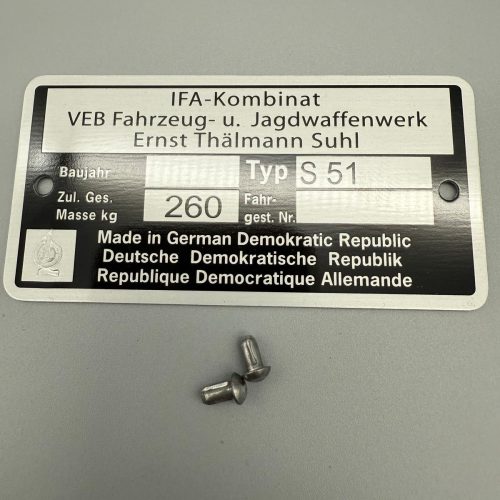 IFA-Kombinat
VEB Fahrzeug- u. Jagdwaffenwerk
Ernst Thälmann Suhl
Baujahr Typ S 51
Zul. Ges. Masse kg 260 Fahr- gest. Nr.
Made in German Democratic Republic
Deutsche Demokratische Republik
Republique Democratique Allemande